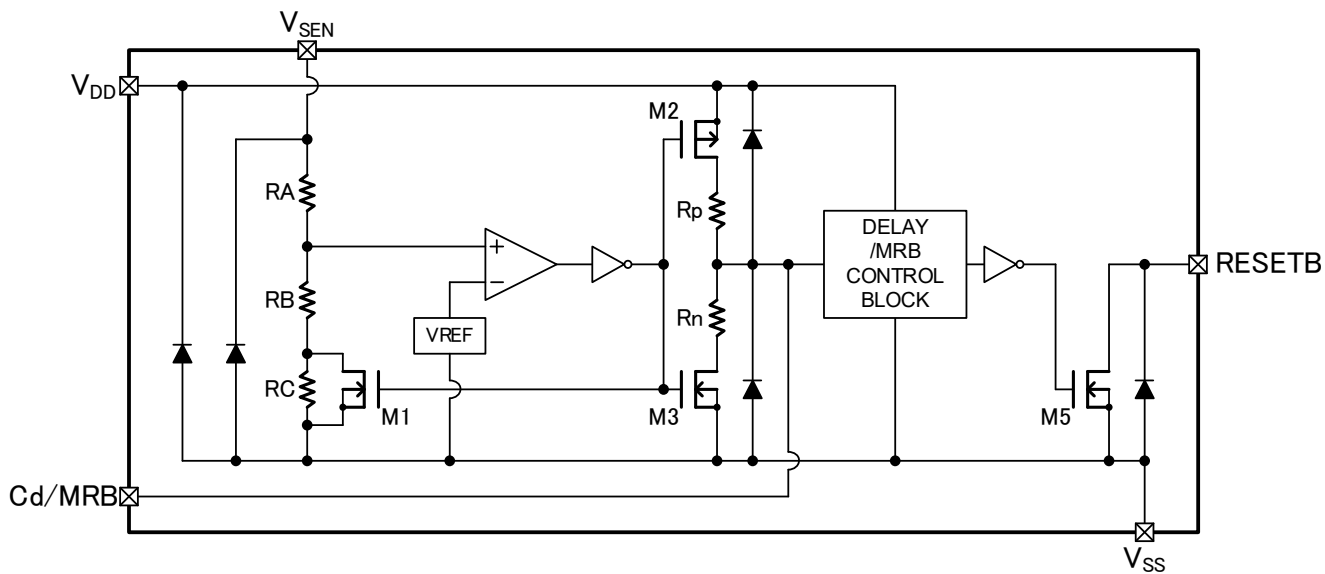 VSEN
VDD
M2
RA
Rp
+
−
DELAY
/MRB
CONTROL
BLOCK
RESETB
RB
VREF
Rn
RC
M1
M3
M5
Cd/MRB
VSS